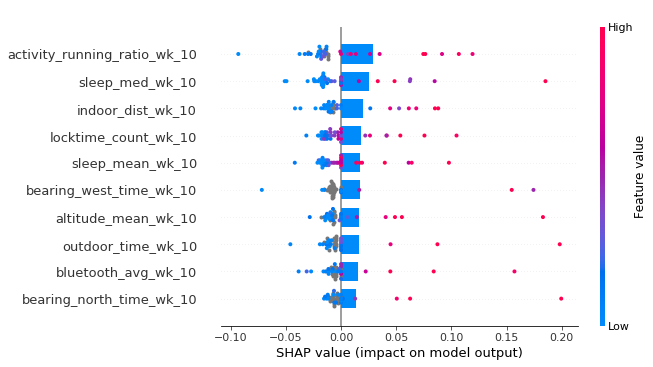 High
activity_running_ratio_wk_10
sleep_med_wk_10
indoor_dist_wk_10
locktime_count_wk_10
sleep_mean_wk_10
bearing_west_time_wk_10
altitude_mean_wk_10
outdoor_time_wk_10
bluetooth_avg_wk_10
bearing_north_time_wk_10
Feature value
Low
−0.10 −0.05 0.00 0.05 0.10 0.15 0.20
SHAP value (impact on model output)